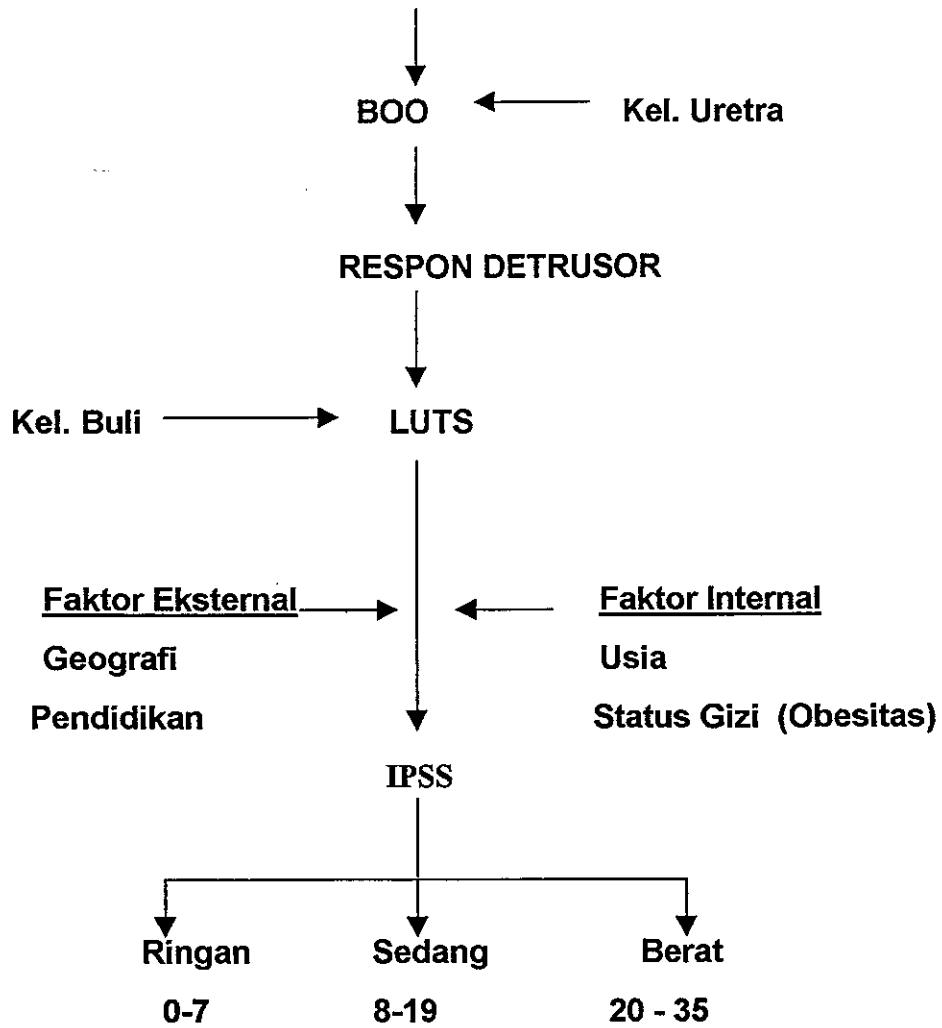 BOO Kel. Uretra
RESPON DETRUSOR
Kel. Buli LUTS
Faktor Eksternal Faktor Internal
Geografi Usia
Pendidikan Status Gizi (Obesitas)
IPSS
Ringan Sedang Berat
0-7 8-19 20 - 35